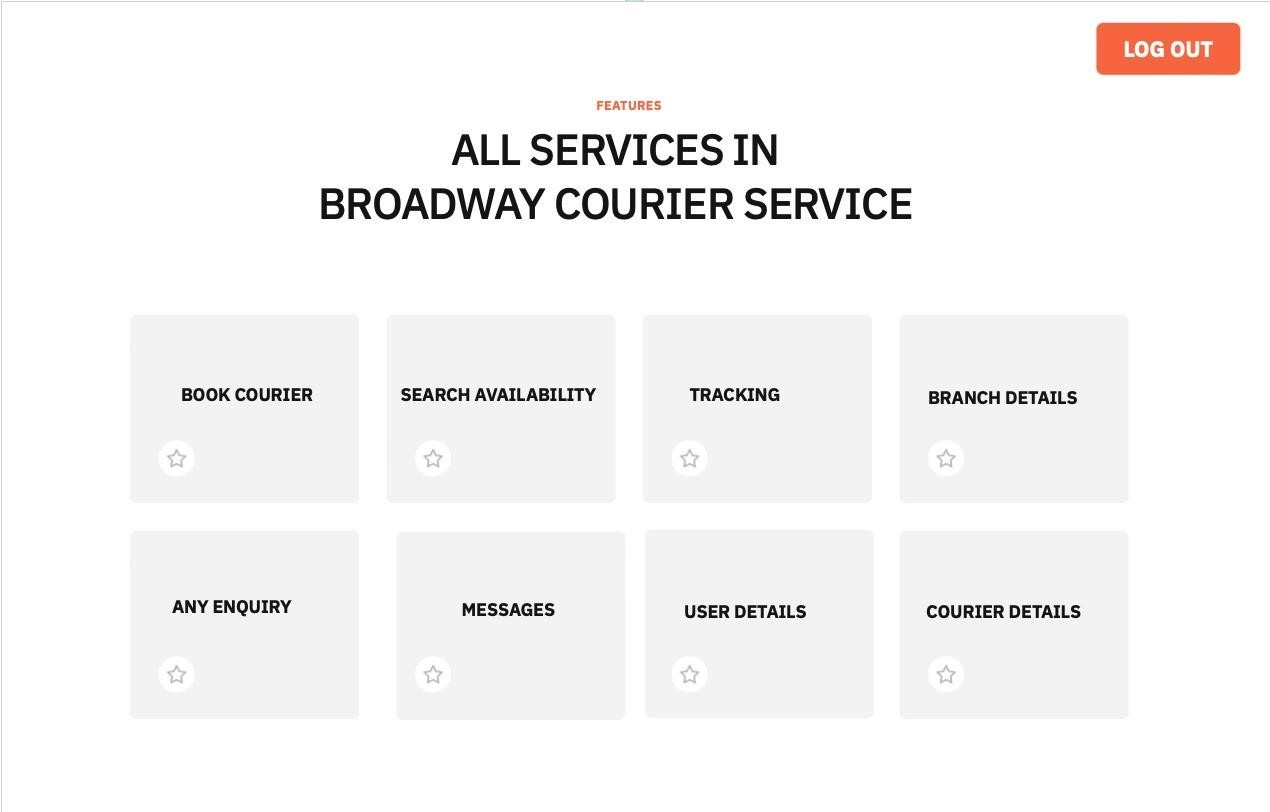 LOG OUT
FEATURES
ALL SERVICES IN
BROADWAY COURIER SERVICE
BOOK COURIER
SEARCH AVAILABILITY
TRACKING
BRANCH DETAILS
ANY ENQUIRY
MESSAGES
USER DETAILS
COURIER DETAILS